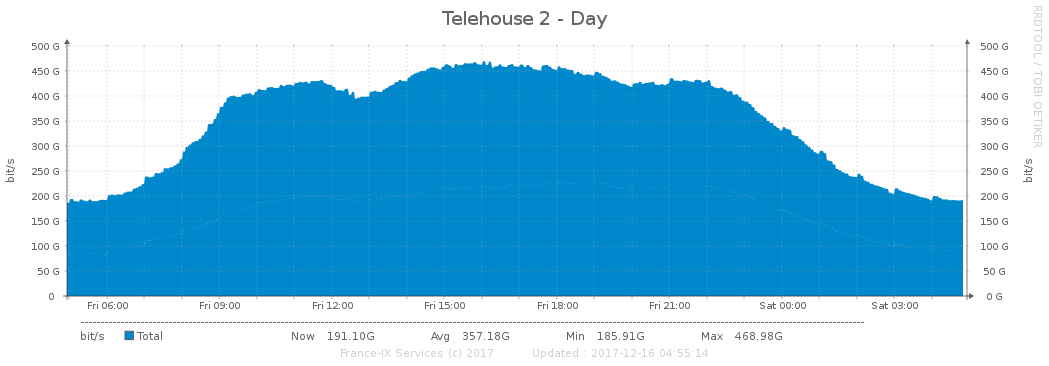 Telehouse 2 - Day
RRDTOOL / TOBI OETIKER
500 G 500 G
450 G 450 G
400 G 400 G
350 G 350 G
300 G 300 G
250 G 250 G
200 G 200 G
150 G 150 G
100 G 100 G
50 G 50 G
0 0 G
bit/s
bit/s
Fri 06:00 Fri 09:00 Fri 12:00 Fri 15:00 Fri 18:00 Fri 21:00 Sat 00:00 Sat 03:00
bit/s Total Now 191.10G Avg 357.18G Min 185.91G Max 468.98G
France-IX Services (c) 2017 Updated : 2017-12-16 04:55:14